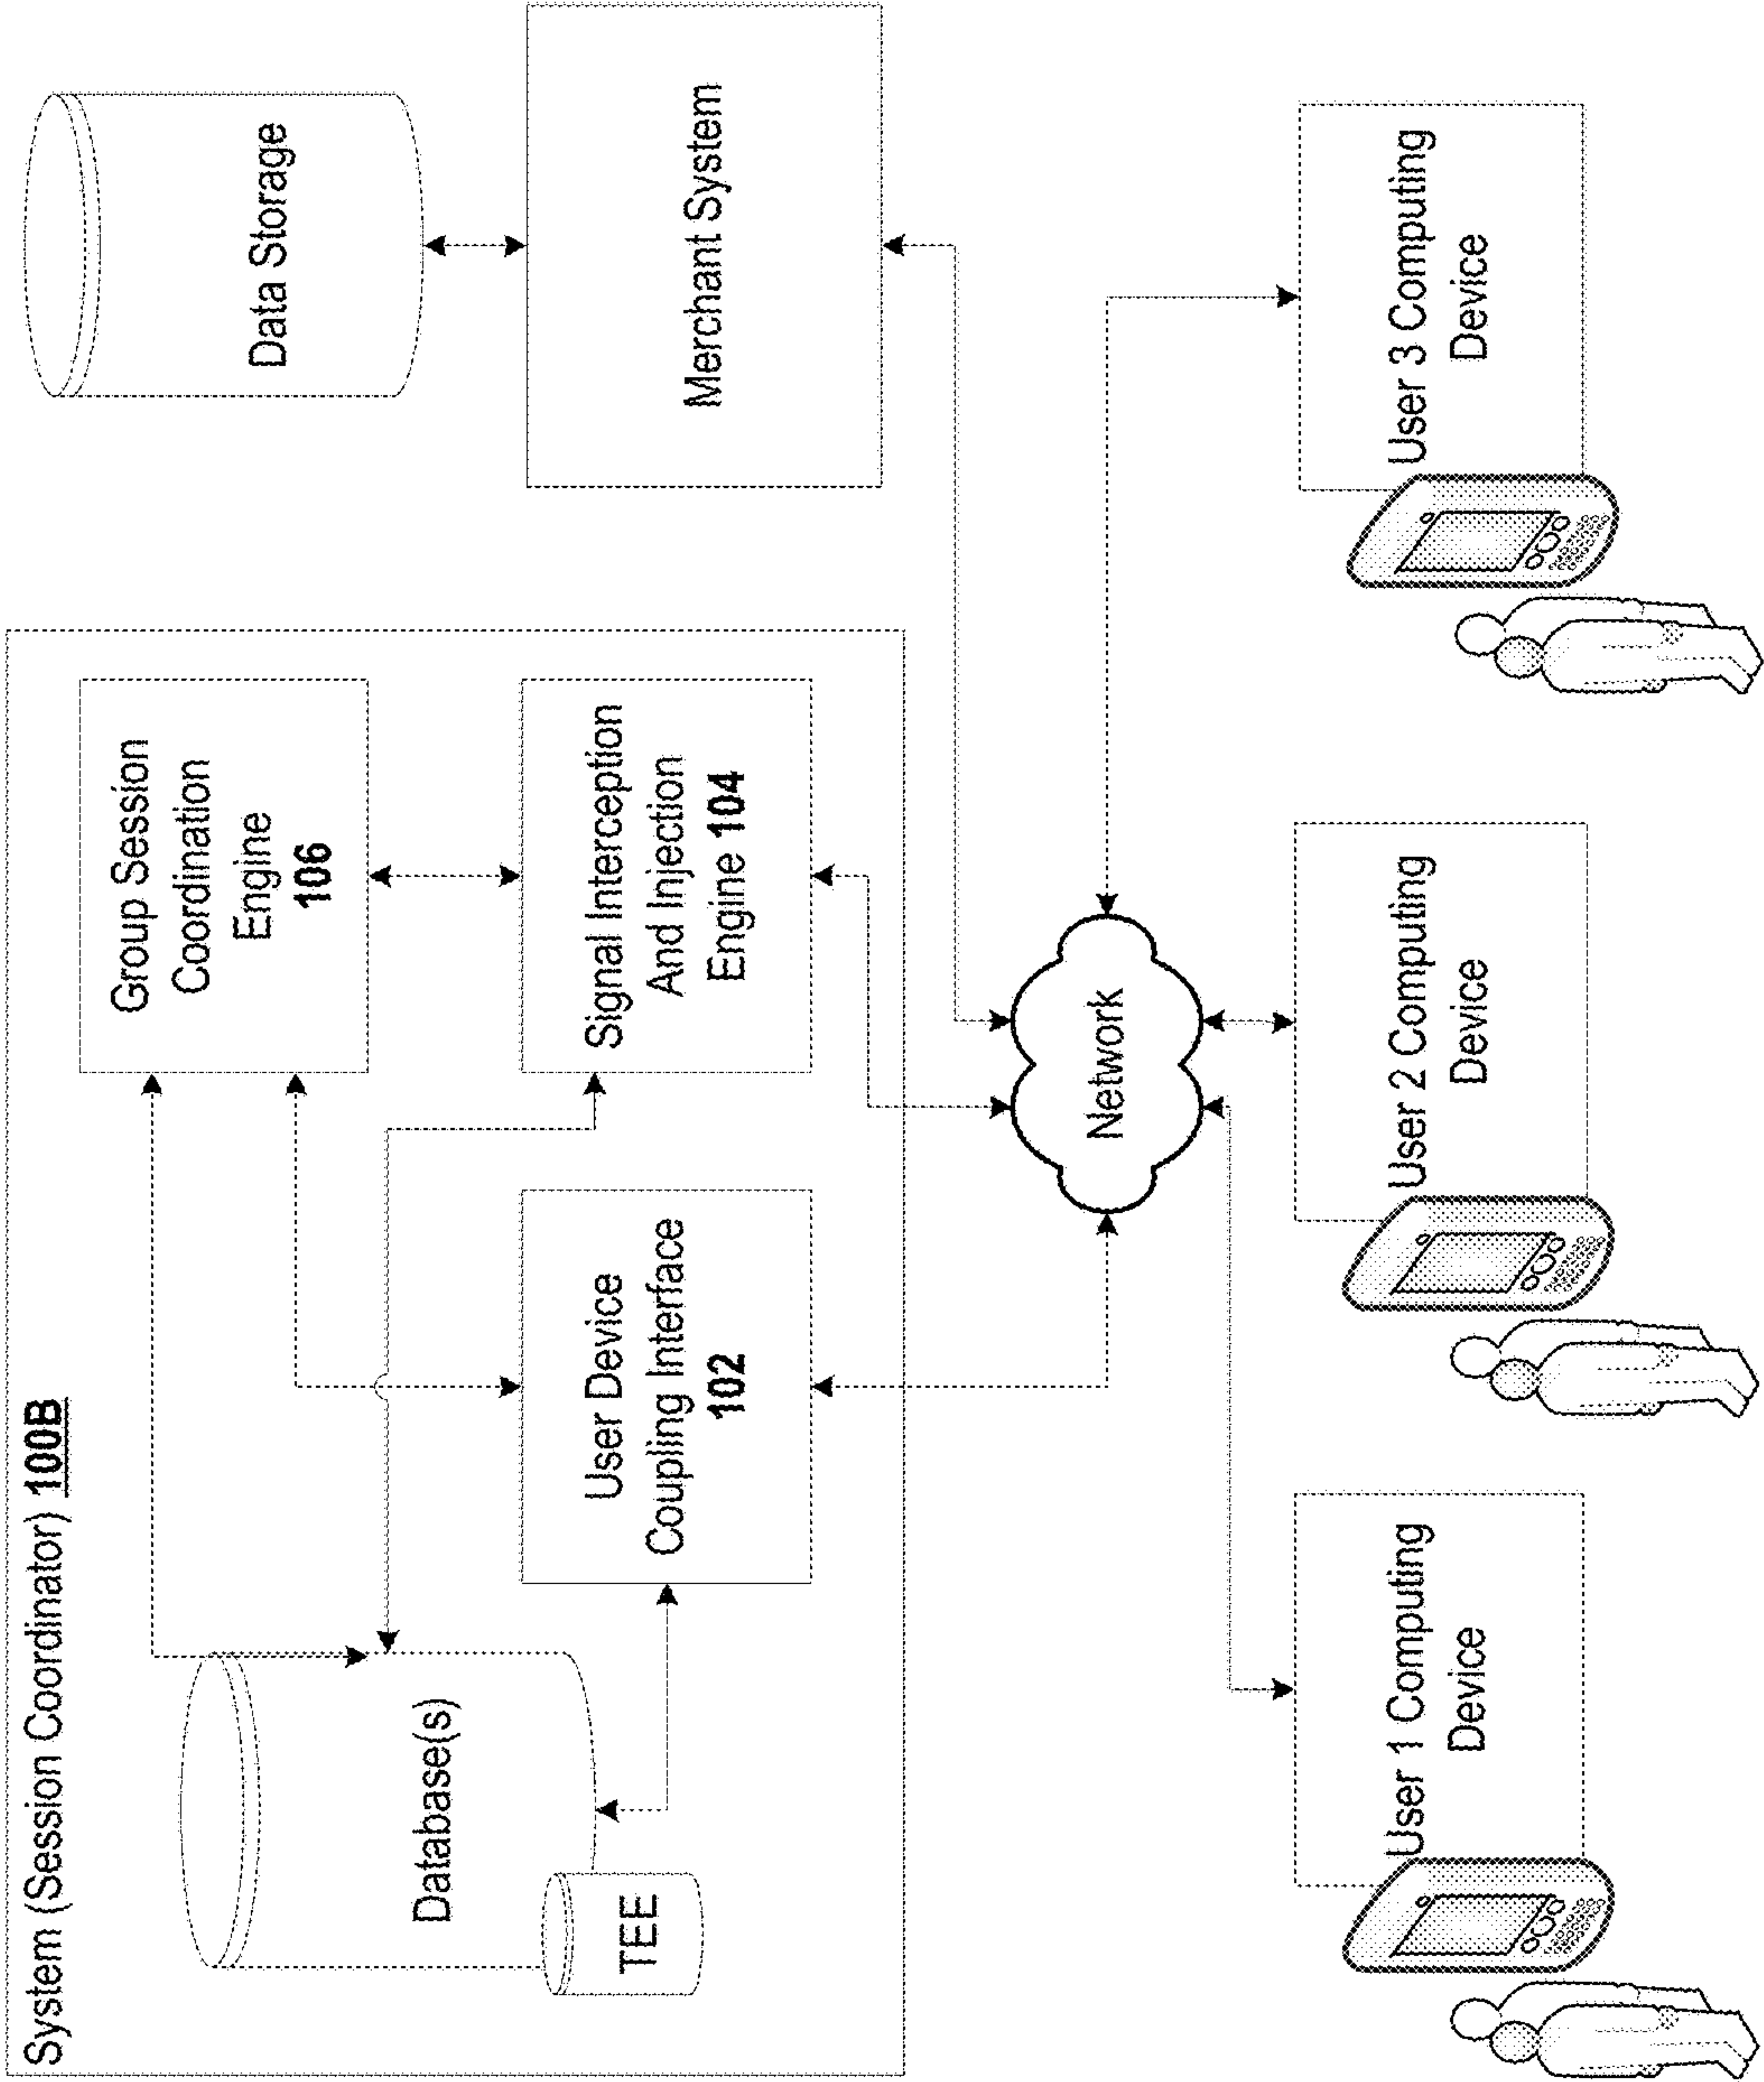 System (Session Coordinator) 100B
Database(s)
TEE
Group Session
Coordination
Engine
106
User Device
Coupling Interface
102
Signal Interception
And Injection
Engine 104
Data Storage
Merchant System
Network
User 1 Computing
Device
User 2 Computing
Device
User 3 Computing
Device